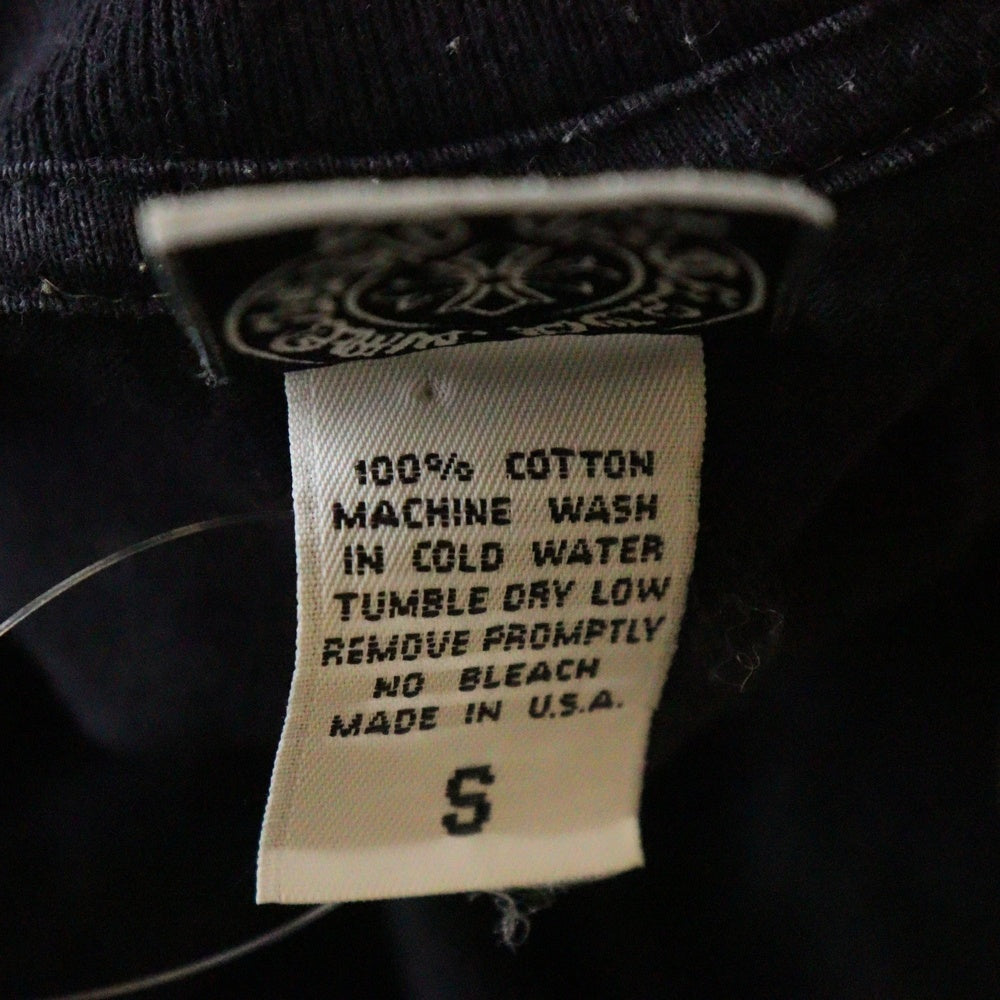 100% COTTON
MACHINE WASH
IN COLD WATER
TUMBLE DRY LOW
REMOVE PROMPTLY
NO BLEACH
MADE IN U.S.A.
S